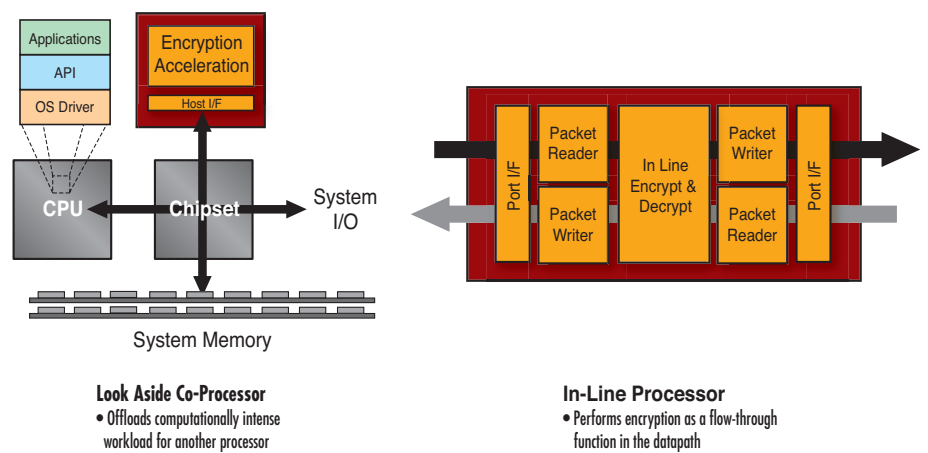 Applications
API
OS Driver
Encryption
Acceleration
Host I/F
CPU
Chipset
System
I/O
System Memory
Look Aside Co-Processor
• Offloads computationally intense
workload for another processor
Port I/F
Packet
Reader
Packet
Writer
In Line
Encrypt &
Decrypt
Packet
Writer
Packet
Reader
Port I/F
In-Line Processor
• Performs encryption as a flow-through
function in the datapath